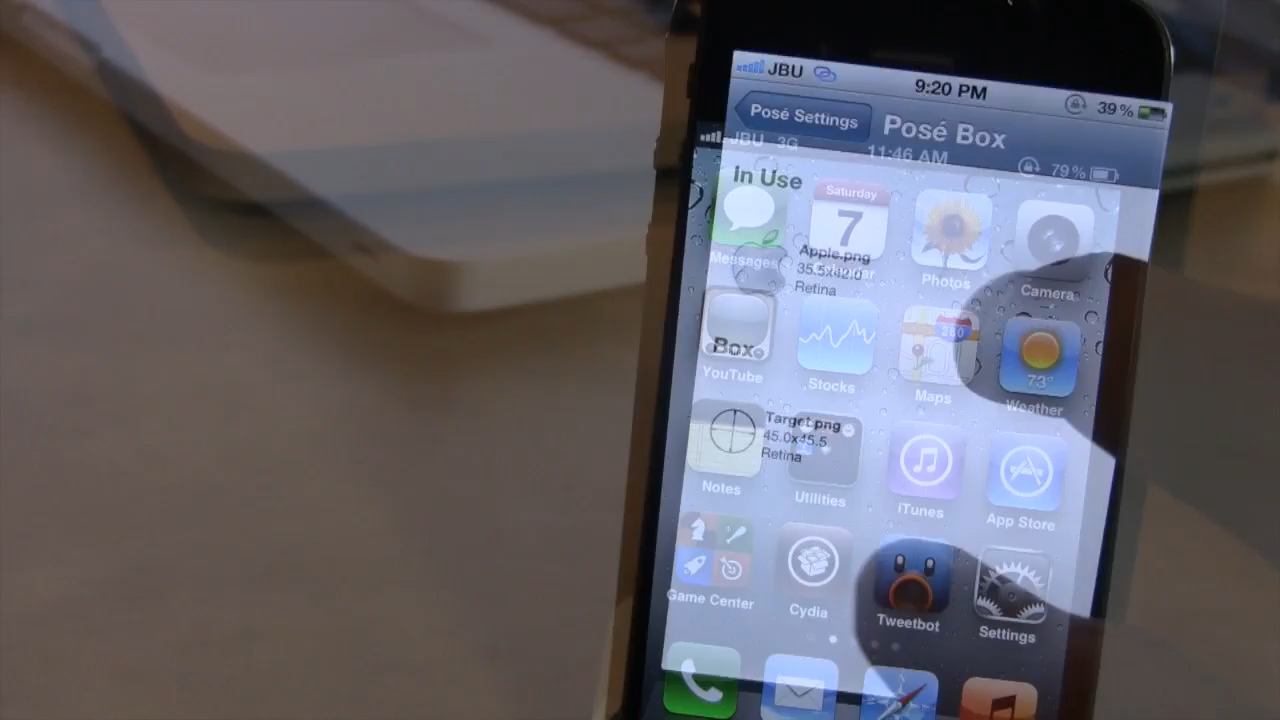 JBU 9:20 PM 39%
Posé Settings Posé Box
JBU 3G 11:46 AM 79%
In Use
Saturday
7
Apple.png
35.5x42.0
Retina
Messages Photos Camera
280
73°
Box
YouTube Stocks Maps Weather
Target.png
45.0x45.5
Retina
Notes Utilities iTunes App Store
Game Center Cydia Tweetbot Settings